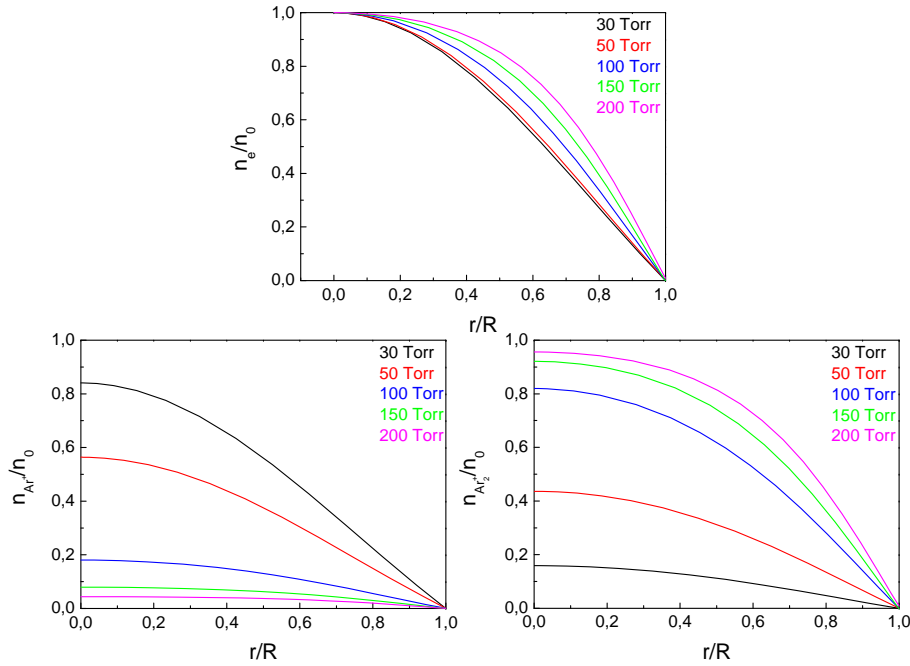 30 Torr
50 Torr
100 Torr
150 Torr
200 Torr
1,0
0,8
0,6
0,4
0,2
0,0
n_e/n_0
0,0 0,2 0,4 0,6 0,8 1,0
r/R
30 Torr
50 Torr
100 Torr
150 Torr
200 Torr
1,0
0,8
0,6
0,4
0,2
0,0
n_{Ar^+}/n_0
0,0 0,2 0,4 0,6 0,8 1,0
r/R
30 Torr
50 Torr
100 Torr
150 Torr
200 Torr
1,0
0,8
0,6
0,4
0,2
0,0
n_{Ar_2^+}/n_0
0,0 0,2 0,4 0,6 0,8 1,0
r/R